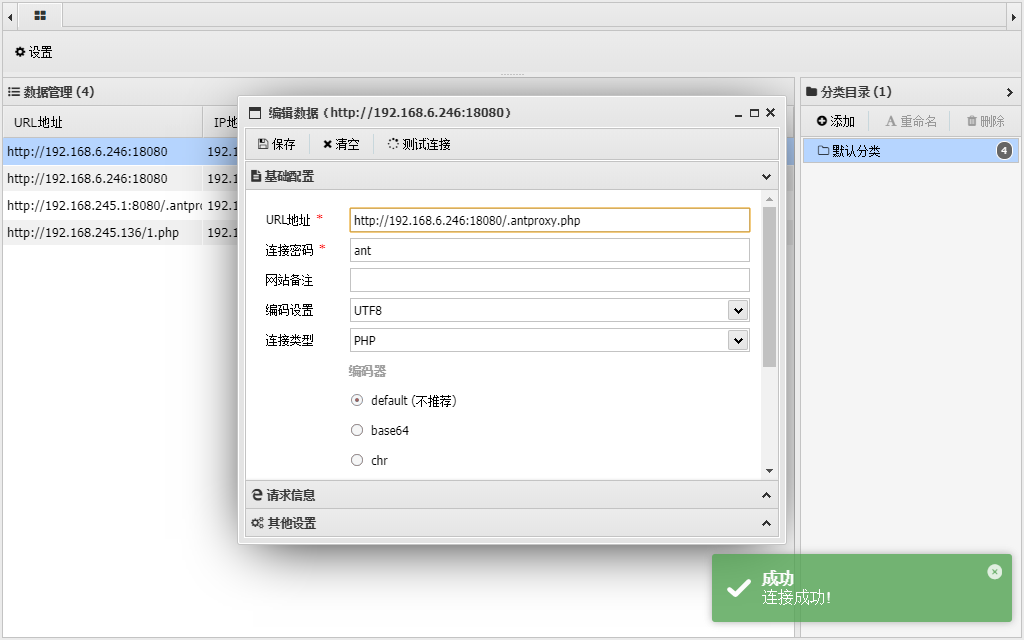 设置
数据管理 (4)
URL地址
IP地
http://192.168.6.246:18080
192.1
http://192.168.6.246:18080
192.1
http://192.168.245.1:8080/.antpro
192.1
http://192.168.245.136/1.php
192.1
编辑数据 (http://192.168.6.246:18080)
保存
清空
测试连接
基础配置
URL地址 *
http://192.168.6.246:18080/.antproxy.php
连接密码 *
ant
网站备注
编码设置
UTF8
连接类型
PHP
编码器
default (不推荐)
base64
chr
请求信息
其他设置
分类目录 (1)
添加
A 重命名
删除
默认分类
4
成功
连接成功!